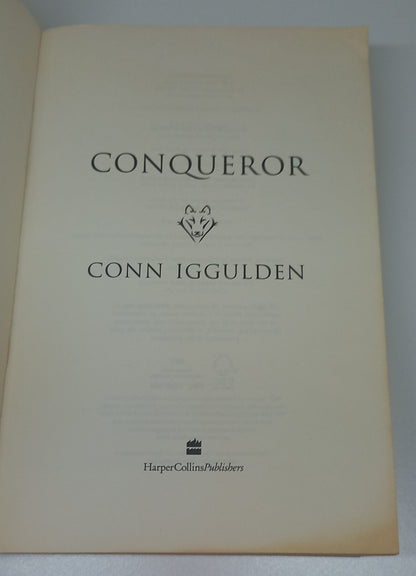 CONQUEROR
CONN IGGULDEN
HarperCollinsPublishers